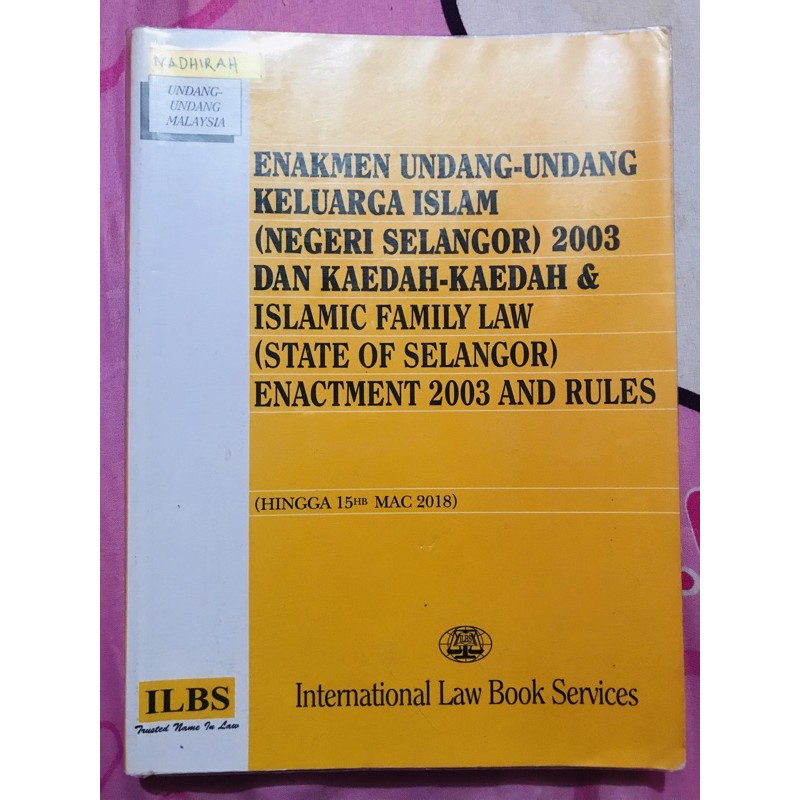 NADHIRAH
UNDANG-
UNDANG
MALAYSIA
ENAKMEN UNDANG-UNDANG
KELUARGA ISLAM
(NEGERI SELANGOR) 2003
DAN KAEDAH-KAEDAH &
ISLAMIC FAMILY LAW
(STATE OF SELANGOR)
ENACTMENT 2003 AND RULES
(HINGGA 15HB MAC 2018)
ILBS
International Law Book Services
ILBS
Trusted Name In Law